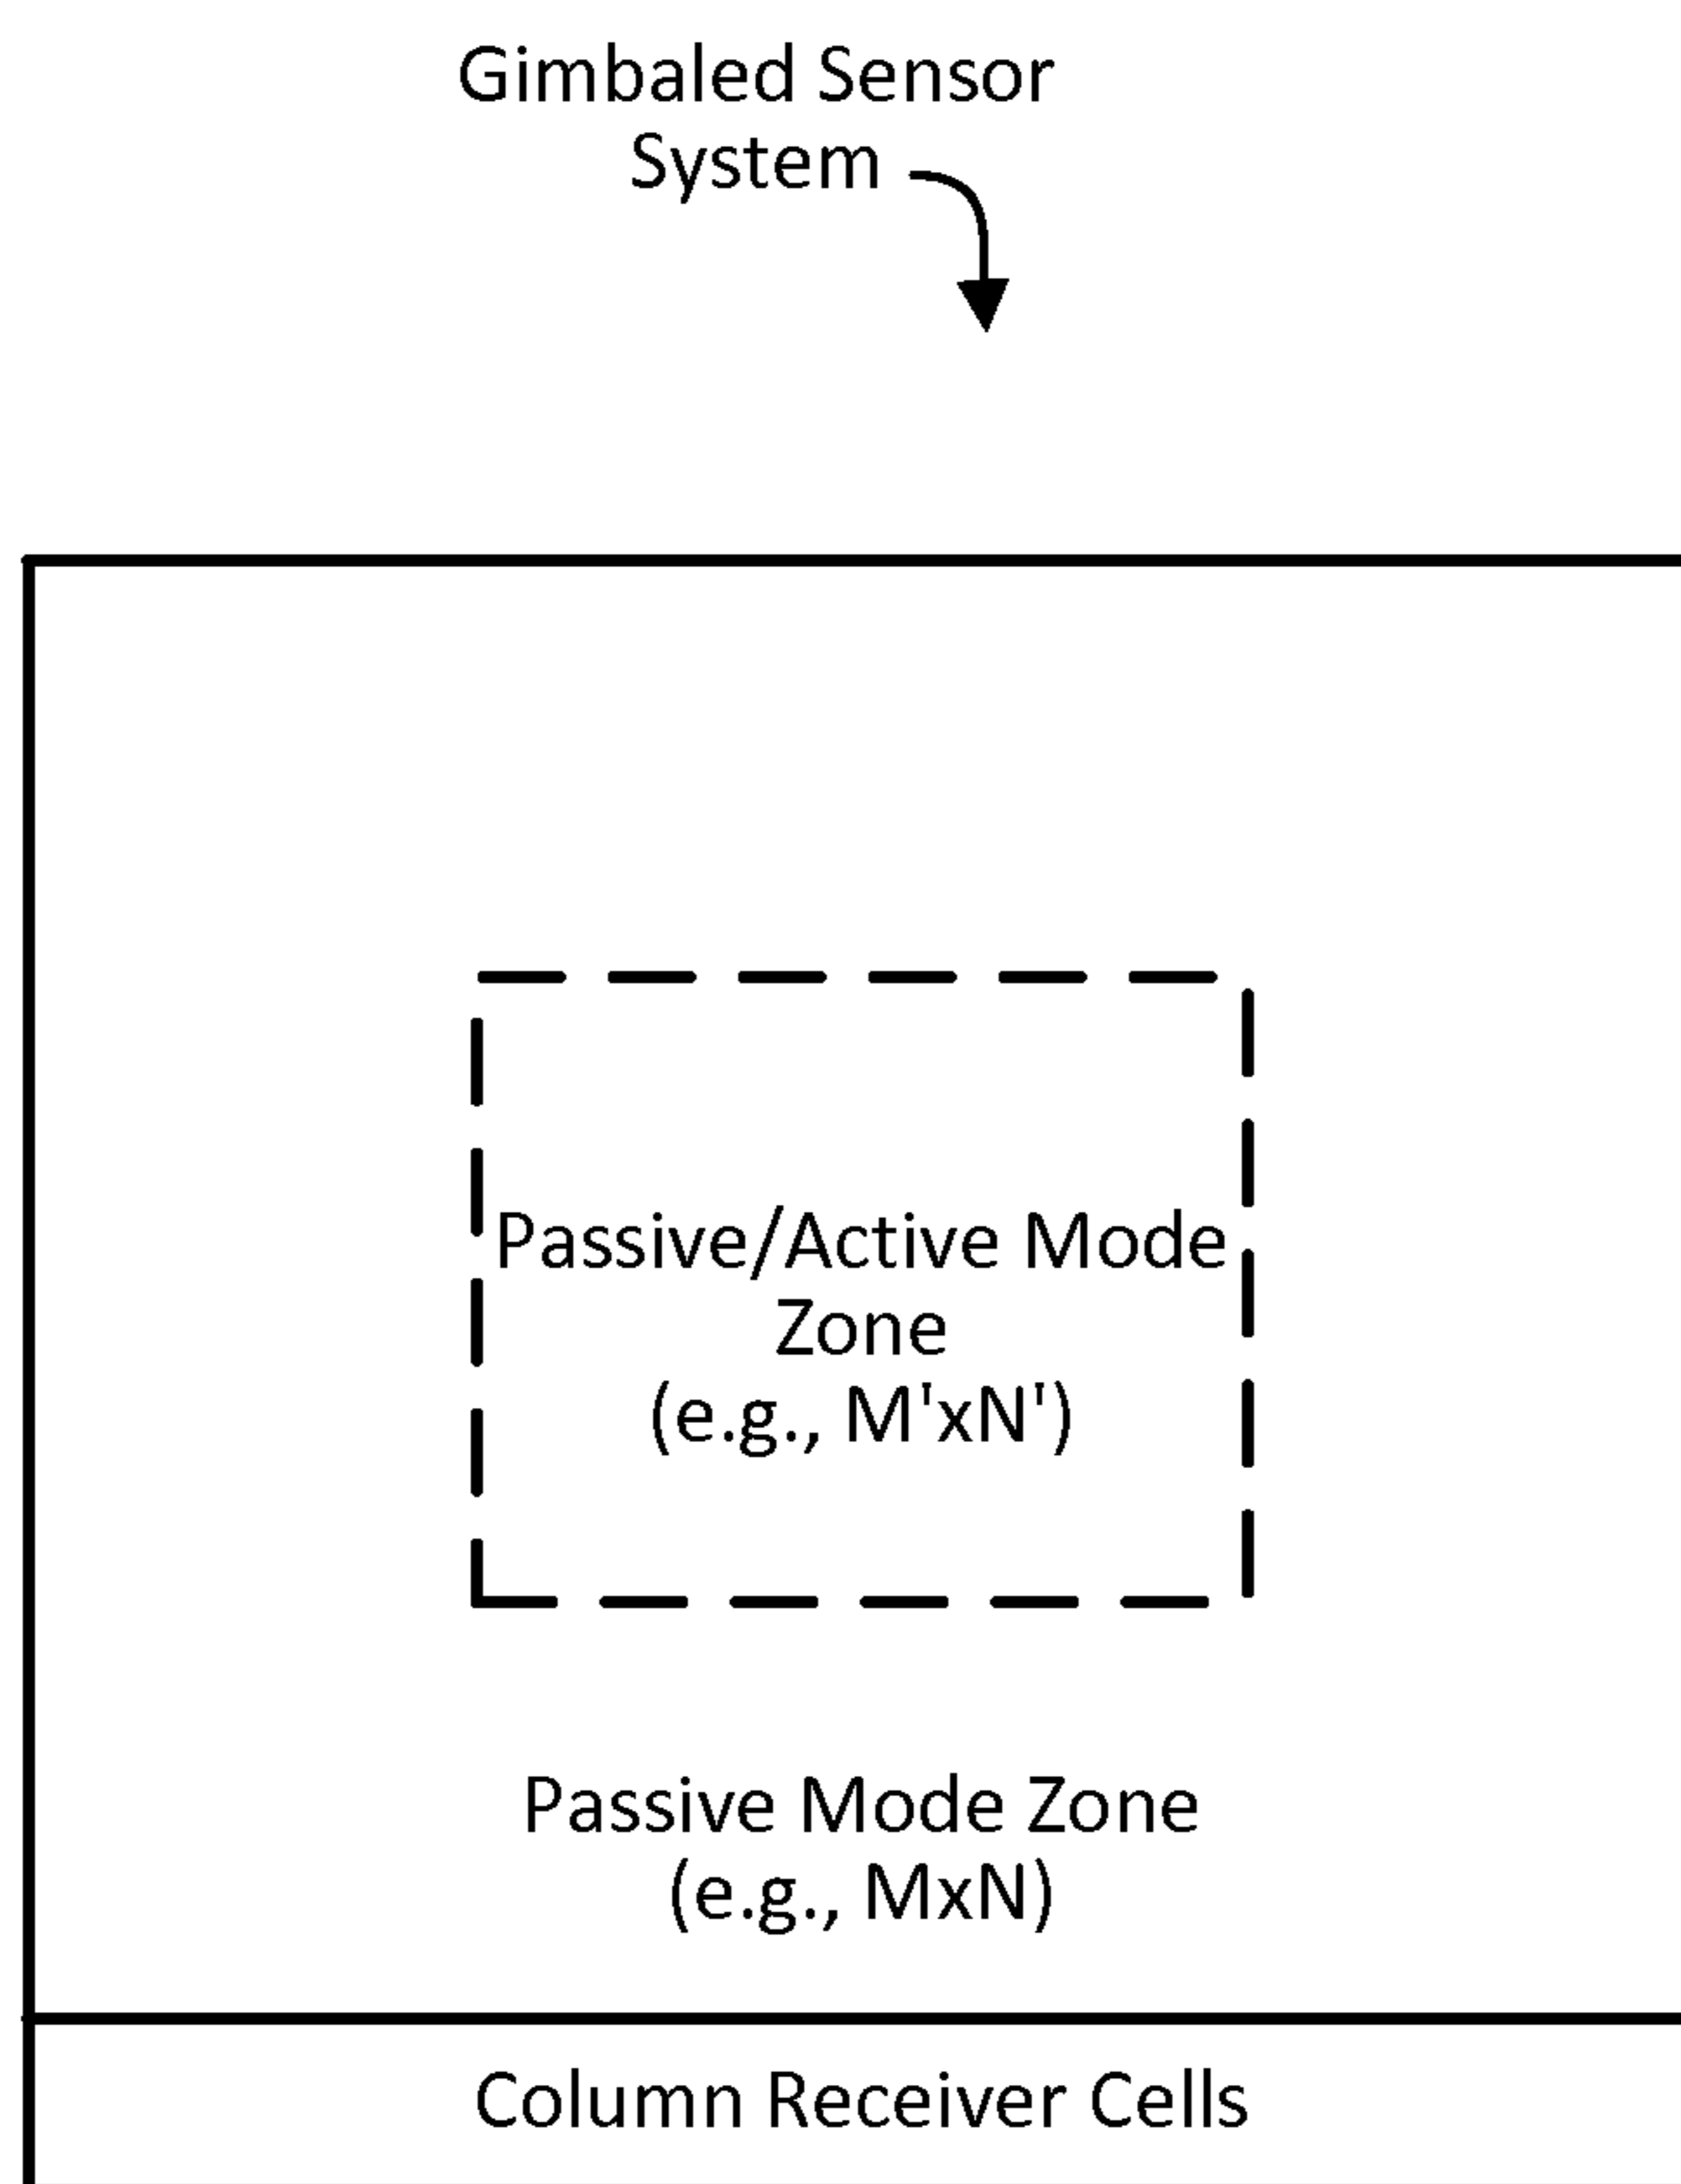 Gimbaled Sensor
System
Passive/Active Mode
Zone
(e.g., M'xN')
Passive Mode Zone
(e.g., MxN)
Column Receiver Cells